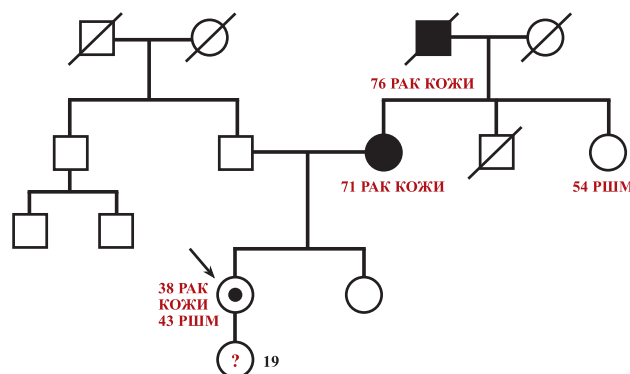 76 РАК КОЖИ
71 РАК КОЖИ
54 РШМ
38 РАК
КОЖИ
43 РШМ
?
19